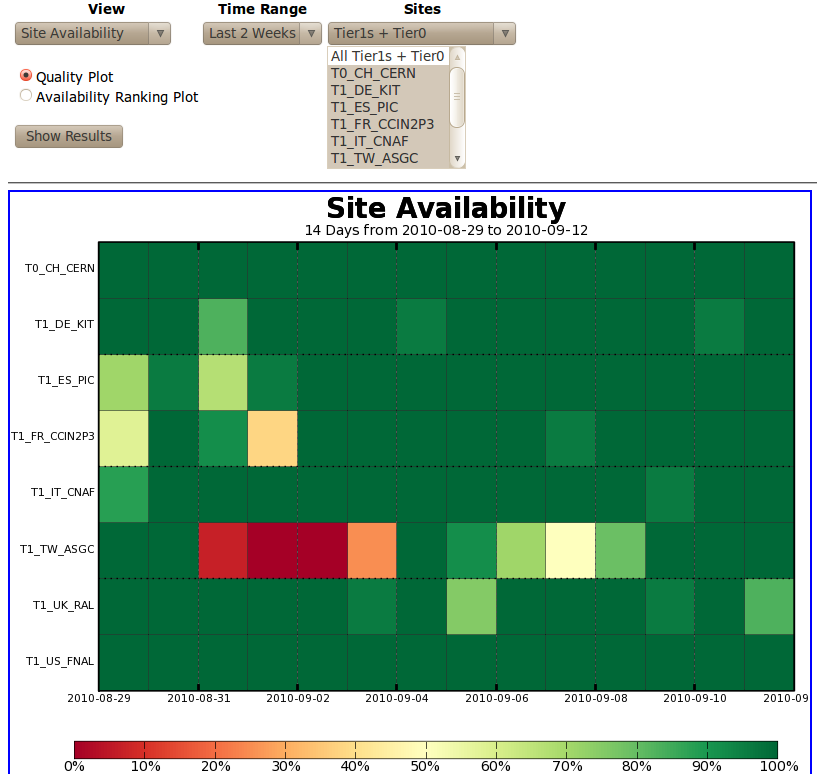 View Time Range Sites
Site Availability Last 2 Weeks Tier1s + Tier0
All Tier1s + Tier0
T0_CH_CERN
T1_DE_KIT
T1_ES_PIC
T1_FR_CCIN2P3
T1_IT_CNAF
T1_TW_ASGC
Quality Plot
Availability Ranking Plot
Show Results
Site Availability
14 Days from 2010-08-29 to 2010-09-12
T0_CH_CERN
T1_DE_KIT
T1_ES_PIC
T1_FR_CCIN2P3
T1_IT_CNAF
T1_TW_ASGC
T1_UK_RAL
T1_US_FNAL
2010-08-29 2010-08-31 2010-09-02 2010-09-04 2010-09-06 2010-09-08 2010-09-10 2010-09
0% 10% 20% 30% 40% 50% 60% 70% 80% 90% 100%